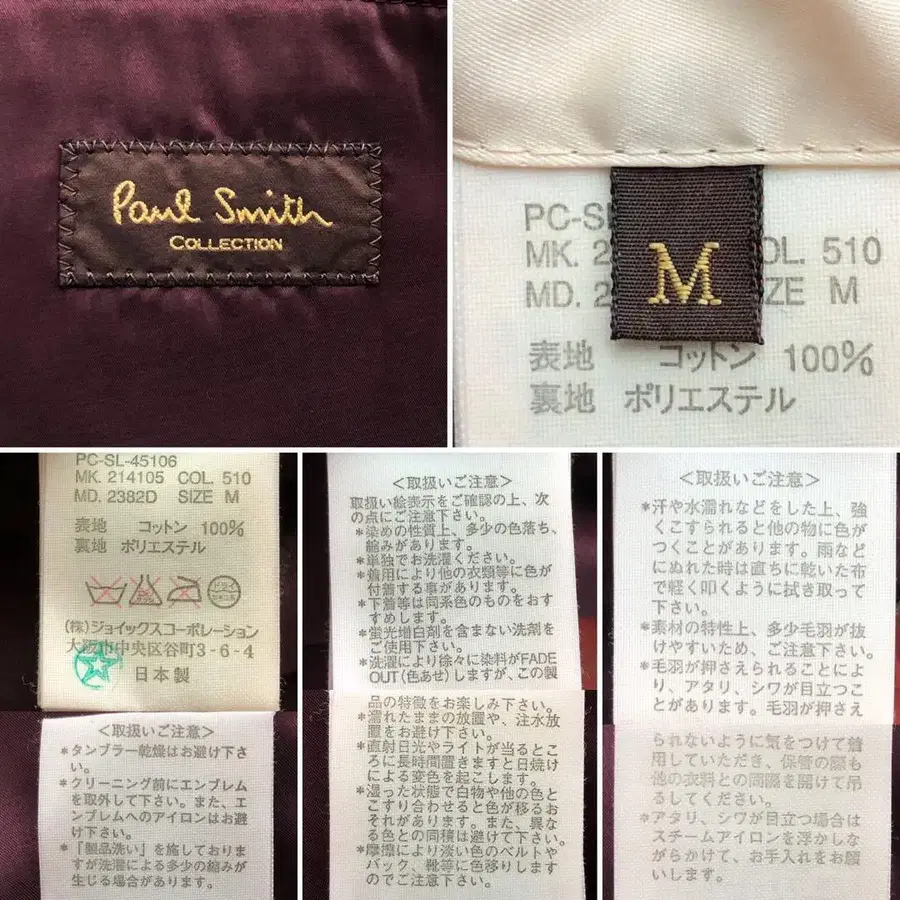 Paul Smith
COLLECTION
PC-SL
MK. 2 COL. 510
MD. 2 SIZE M
M
表地 コットン 100%
裏地 ポリエステル
PC-SL-45106
MK. 214105 COL. 510
MD. 2382D SIZE M
表地 コットン 100%
裏地 ポリエステル
(株)ジョイックスコーポレーション
大阪市中央区谷町3-6-4
日本製
<取扱いご注意>
*タンブラー乾燥はお避け下さ
い。
*クリーニング前にエンブレム
を取外して下さい。また、エ
ンブレムへのアイロンはお避
け下さい。
*「製品洗い」を施しております
が洗濯による多少の縮みが
生じる場合があります。
<取扱いご注意>
取扱い絵表示をご確認の上、次
の点にご注意下さい。
*染めの性質上、多少の色落ち、
縮みがあります。
*単独でお洗濯ください。
*着用により他の衣類等に色が
付着する事があります。
*下着等は同系色のものをおす
すめします。
*蛍光増白剤を含まない洗剤を
ご使用下さい。
*洗濯により徐々に染料がFADE
OUT(色あせ)しますが、この製
品の特徴をお楽しみ下さい。
*濡れたままの放置や、注水放
置をお避け下さい。
*直射日光やライトが当るとこ
ろに長時間置きますと日焼け
による変色を起こします。
*湿った状態で白物や他の色と
こすり合わせると色が移るお
それがあります。また、異な
る色との同積は避けて下さい。
*摩擦により淡い色のベルトや
バック、靴等に色移りします
のでご注意下さい。
<取扱いご注意>
*汗や水濡れなどをした上、強
くこすられると他の物に色が
つくことがあります。雨など
にぬれた時は直ちに乾いた布
で軽く叩くように拭き取って
下さい。
*素材の特性上、多少毛羽が抜
けやすいため、ご注意下さい。
*毛羽が押さえられることによ
り、アタリ、シワが目立つこ
とがあります。毛羽が押さえ
られないように気をつけて着
用していただき、保管の際も
他の衣料との間隔を開けて吊
るしてください。
*アタリ、シワが目立つ場合は
スチームアイロンを浮かしな
がらかけて、お手入れをお願
いします。